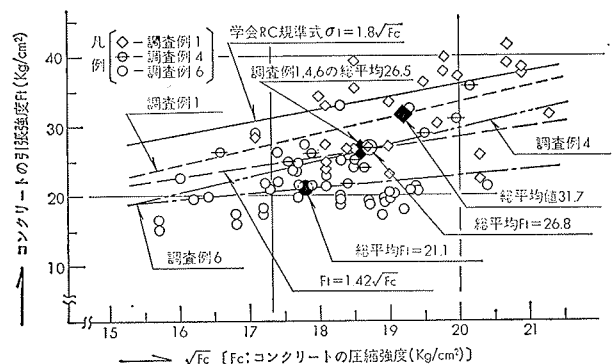 学会RC規準式σt=1.8√Fc
凡例
◇－調査例1
⦶－調査例4
○－調査例6
調査例1,4,6の総平均26.5
調査例1
調査例4
総平均値31.7
総平均Ft=26.8
総平均Ft=21.1
調査例6
Ft=1.42√Fc
コンクリートの引張強度Ft(Kg/cm²)
40
30
20
10
15 16 17 18 19 20 21
√Fc [Fc:コンクリートの圧縮強度(Kg/cm²)]